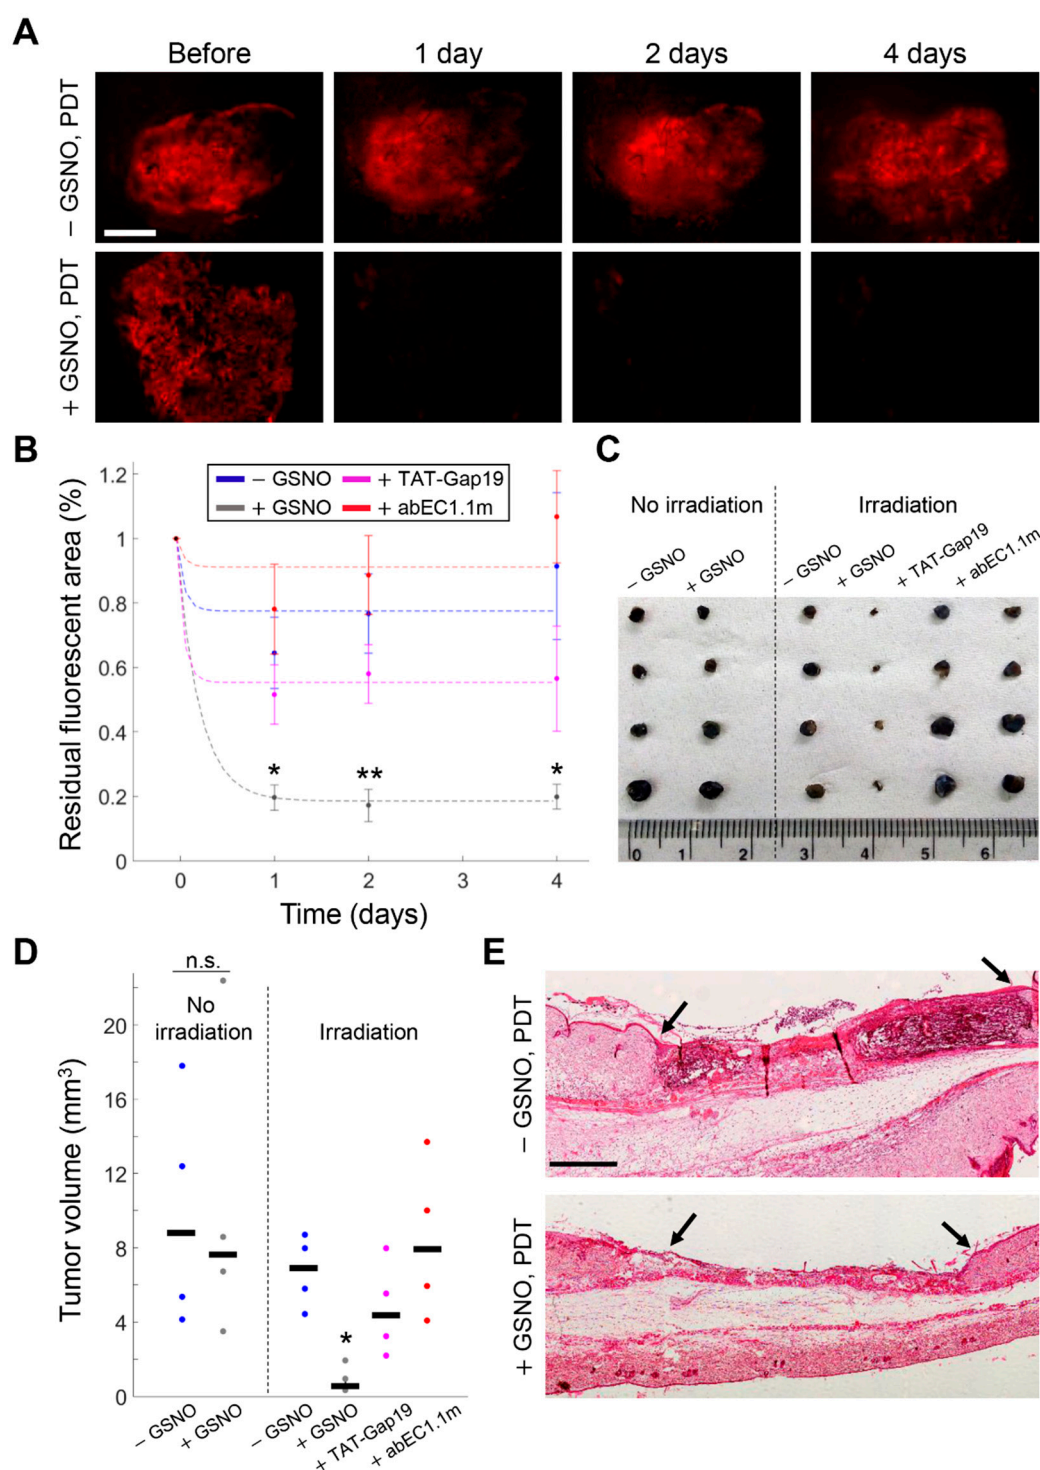 A
Before
1 day
2 days
4 days
− GSNO, PDT
+ GSNO, PDT
B
Residual fluorescent area (%)
1.2
1
0.8
0.6
0.4
0.2
0
− GSNO
+ TAT-Gap19
+ GSNO
+ abEC1.1m
*
**
*
0
1
2
3
4
Time (days)
C
No irradiation
Irradiation
− GSNO
+ GSNO
− GSNO
+ GSNO
+ TAT-Gap19
+ abEC1.1m
0
1
2
3
4
5
6
D
n.s.
No
irradiation
Irradiation
Tumor volume (mm³)
20
16
12
8
4
0
*
− GSNO
+ GSNO
− GSNO
+ GSNO
+ TAT-Gap19
+ abEC1.1m
E
− GSNO, PDT
+ GSNO, PDT